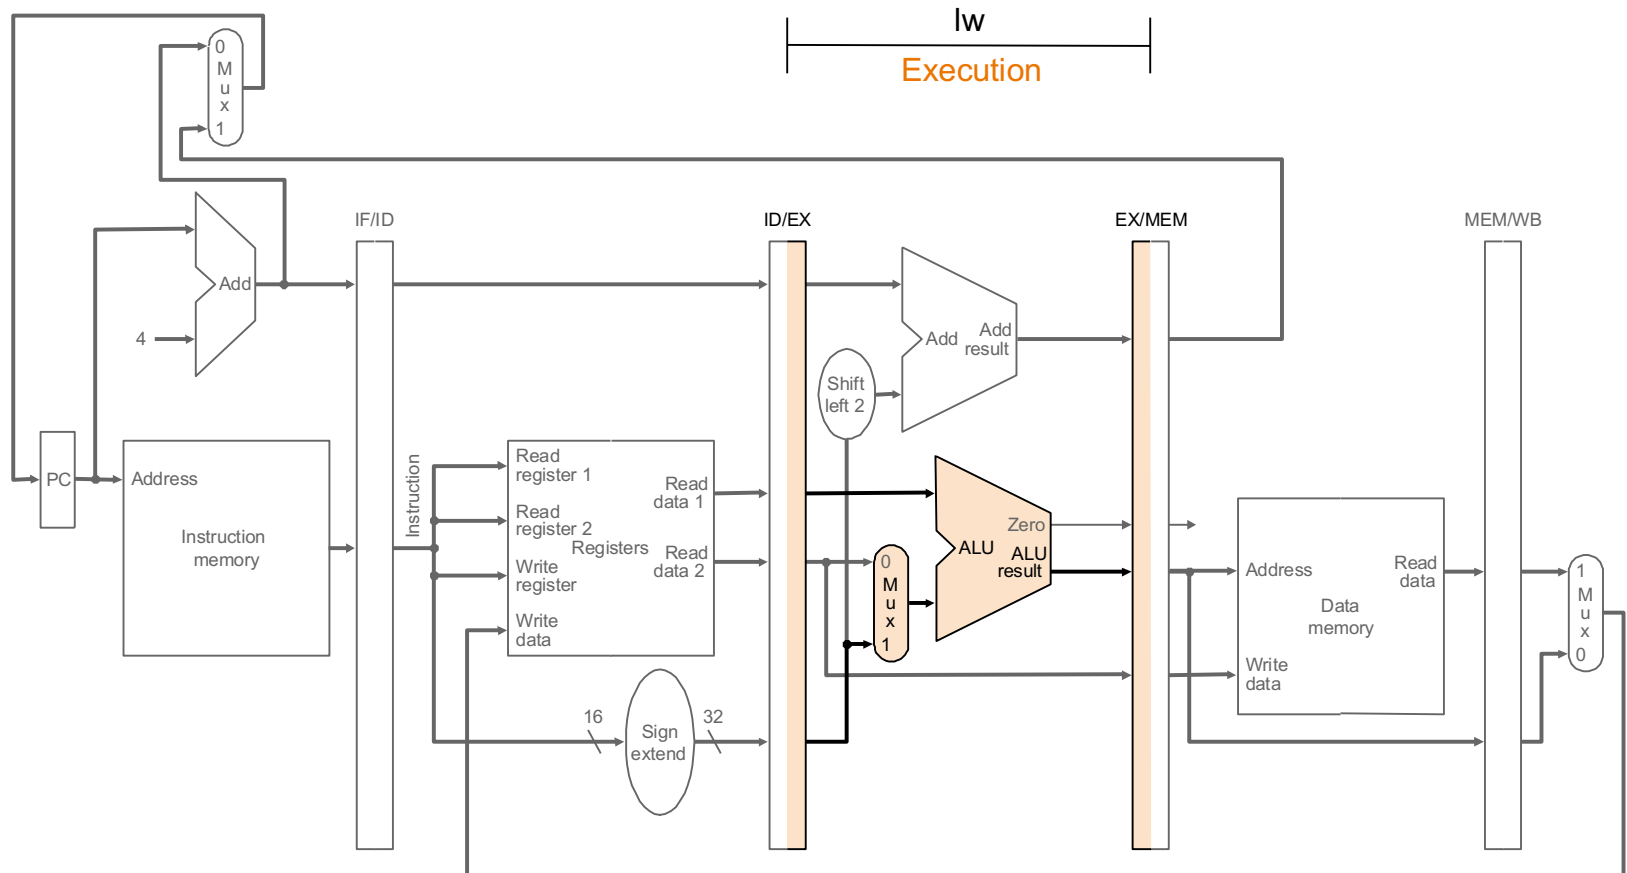 lw
Execution
0
M
u
x
1
IF/ID
ID/EX
EX/MEM
MEM/WB
Add
4
Add
Add
result
Shift
left 2
PC
Address
Instruction
memory
Instruction
Read
register 1
Read
register 2
Write
register
Write
data
Registers
Read
data 1
Read
data 2
16
Sign
extend
32
0
M
u
x
1
Zero
ALU
ALU
result
Address
Read
data
Data
memory
Write
data
1
M
u
x
0